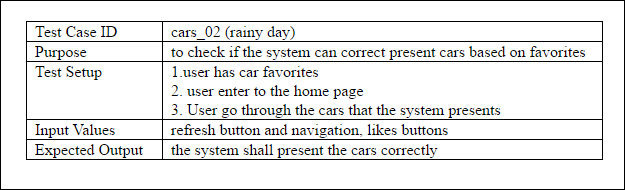 Test Case ID cars_02 (rainy day)
Purpose to check if the system can correct present cars based on favorites
Test Setup 1.user has car favorites
2. user enter to the home page
3. User go through the cars that the system presents
Input Values refresh button and navigation, likes buttons
Expected Output the system shall present the cars correctly